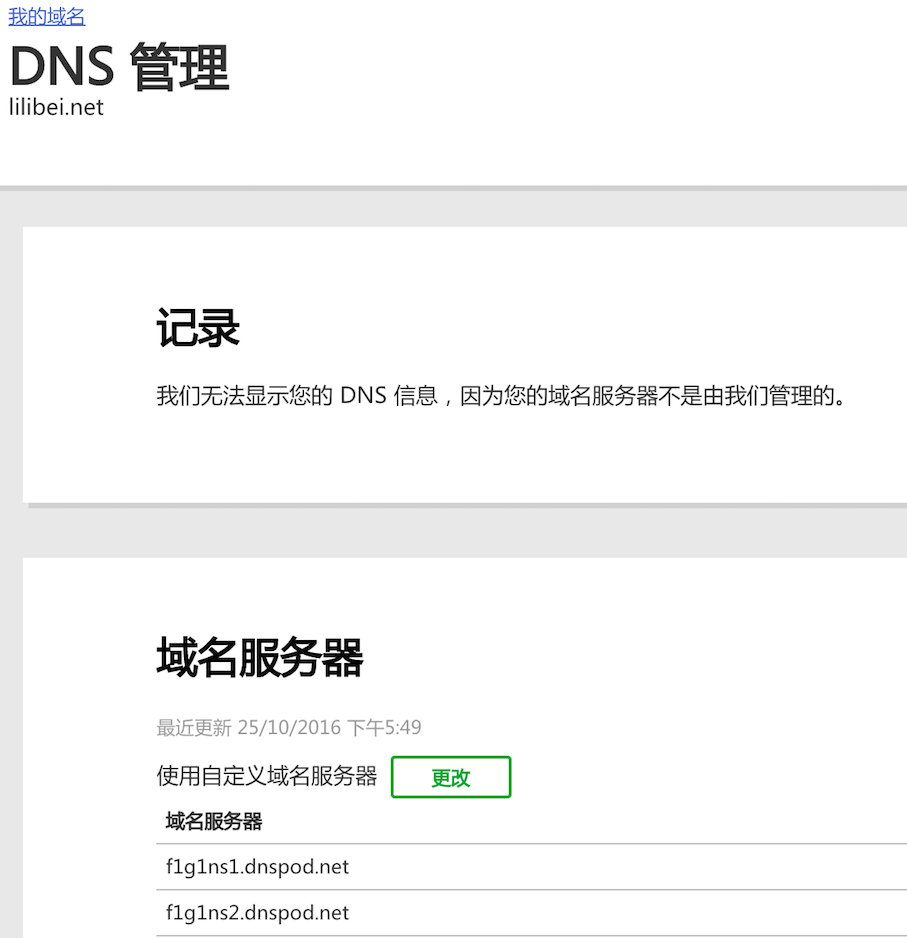 我的域名
DNS 管理
lilibei.net
记录
我们无法显示您的 DNS 信息，因为您的域名服务器不是由我们管理的。
域名服务器
最近更新 25/10/2016 下午5:49
使用自定义域名服务器 更改
域名服务器
f1g1ns1.dnspod.net
f1g1ns2.dnspod.net